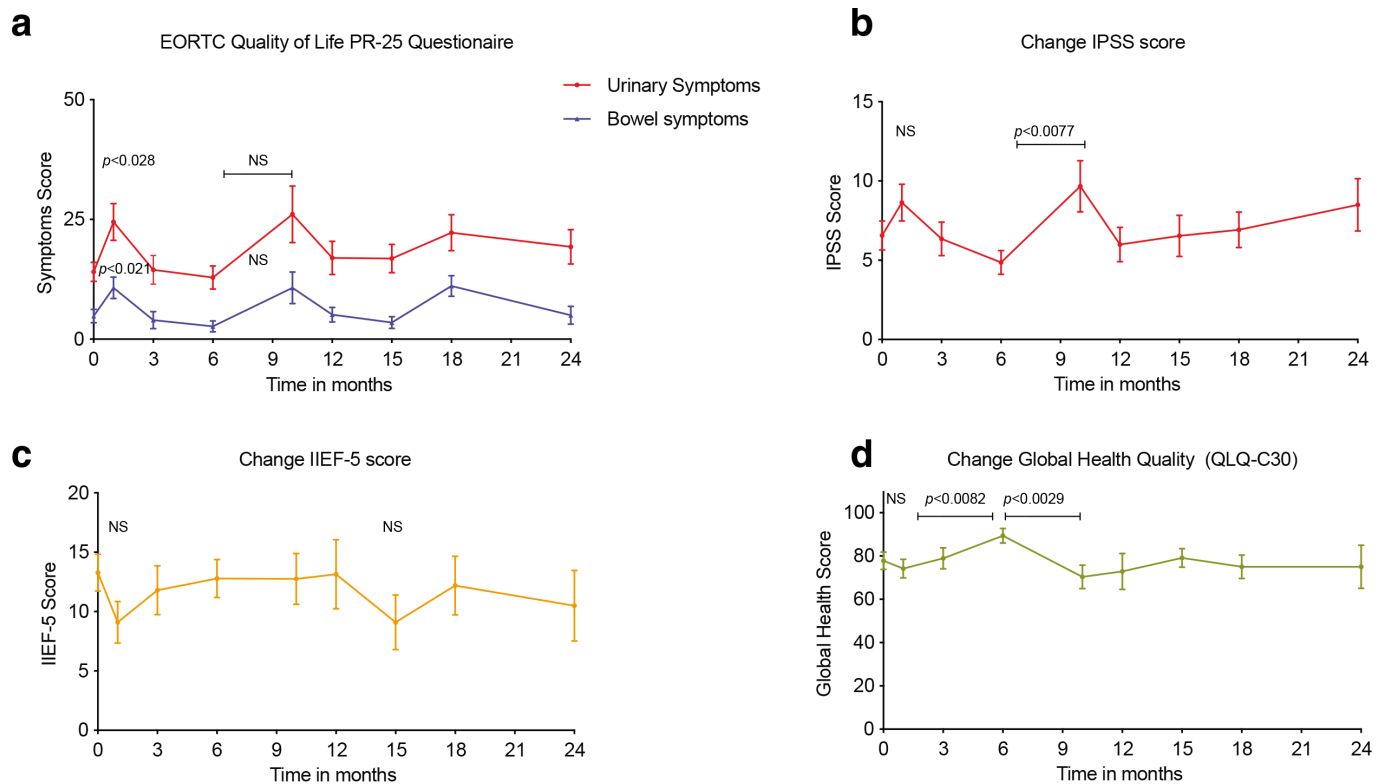 a
EORTC Quality of Life PR-25 Questionaire
Urinary Symptoms
Bowel symptoms
50
25
0
Symptoms Score
p<0.028
NS
p<0.021
NS
0 3 6 9 12 15 18 21 24
Time in months
b
Change IPSS score
15
10
5
0
IPSS Score
NS
p<0.0077
0 3 6 9 12 15 18 21 24
Time in months
c
Change IIEF-5 score
20
15
10
5
0
IIEF-5 Score
NS
NS
0 3 6 9 12 15 18 21 24
Time in months
d
Change Global Health Quality (QLQ-C30)
100
80
60
40
20
0
Global Health Score
NS
p<0.0082
p<0.0029
0 3 6 9 12 15 18 21 24
Time in months